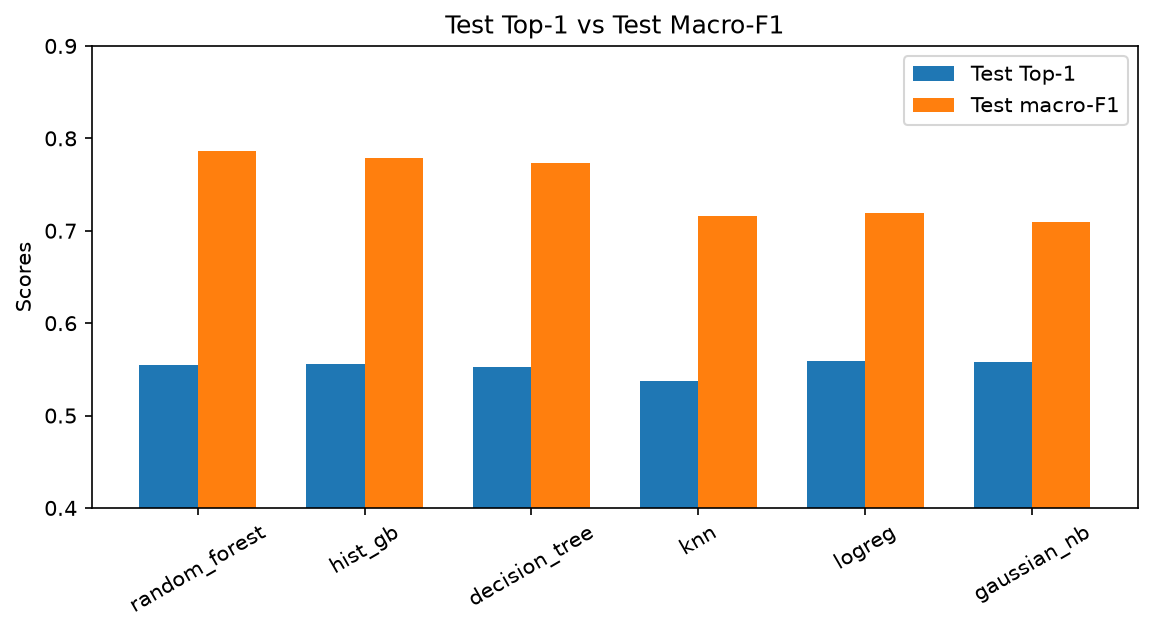 Test Top-1 vs Test Macro-F1
Test Top-1
Test macro-F1
Scores
0.9
0.8
0.7
0.6
0.5
0.4
random_forest
hist_gb
decision_tree
knn
logreg
gaussian_nb